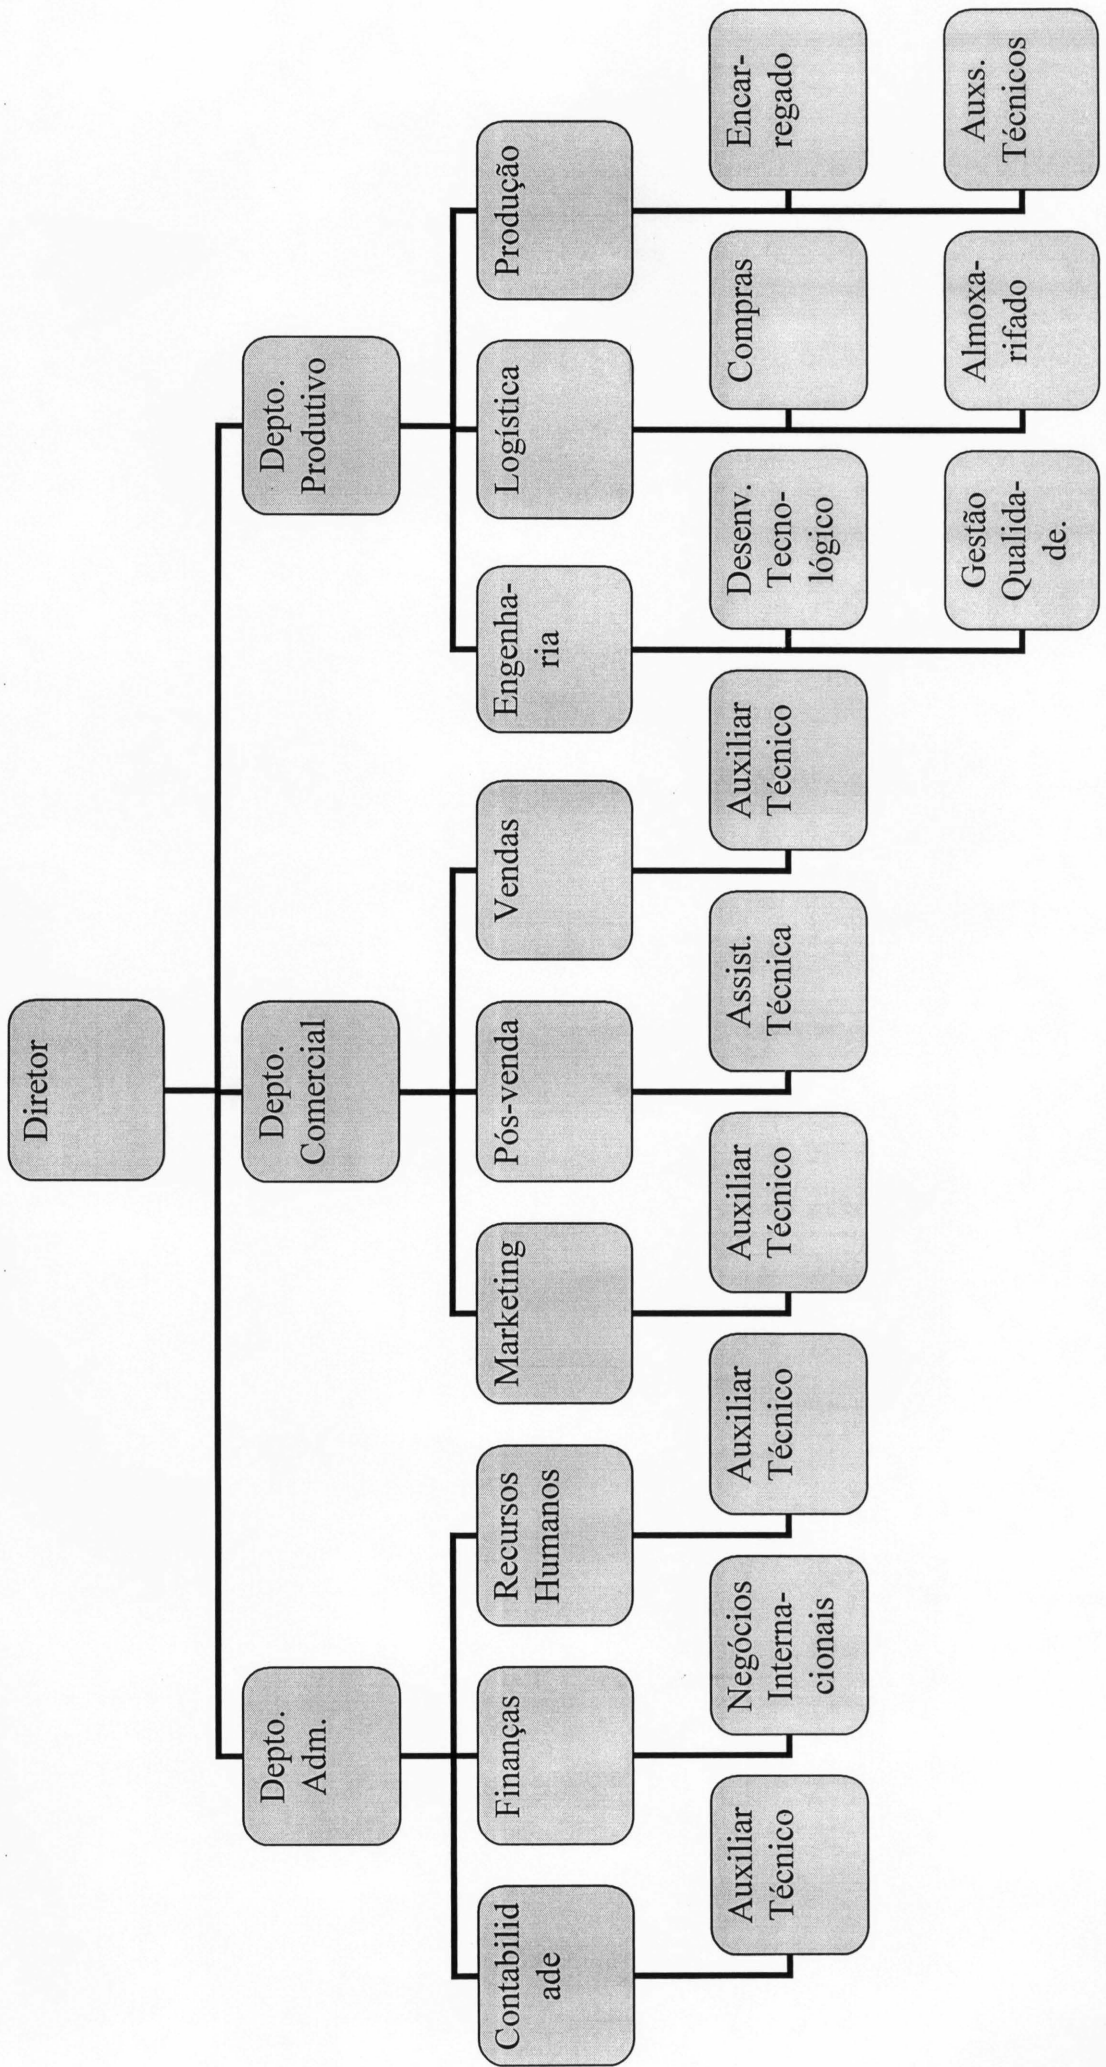 Diretor
Depto.
Adm.
Depto.
Comercial
Depto.
Produtivo
Contabilid
ade
Finanças
Recursos
Humanos
Marketing
Pós-venda
Vendas
Engenha-
ria
Logística
Produção
Auxiliar
Técnico
Negócios
Interna-
cionais
Auxiliar
Técnico
Auxiliar
Técnico
Assist.
Técnica
Auxiliar
Técnico
Desenv.
Tecno-
lógico
Compras
Encar-
regado
Gestão
Qualida-
de.
Almoxa-
rifado
Auxs.
Técnicos